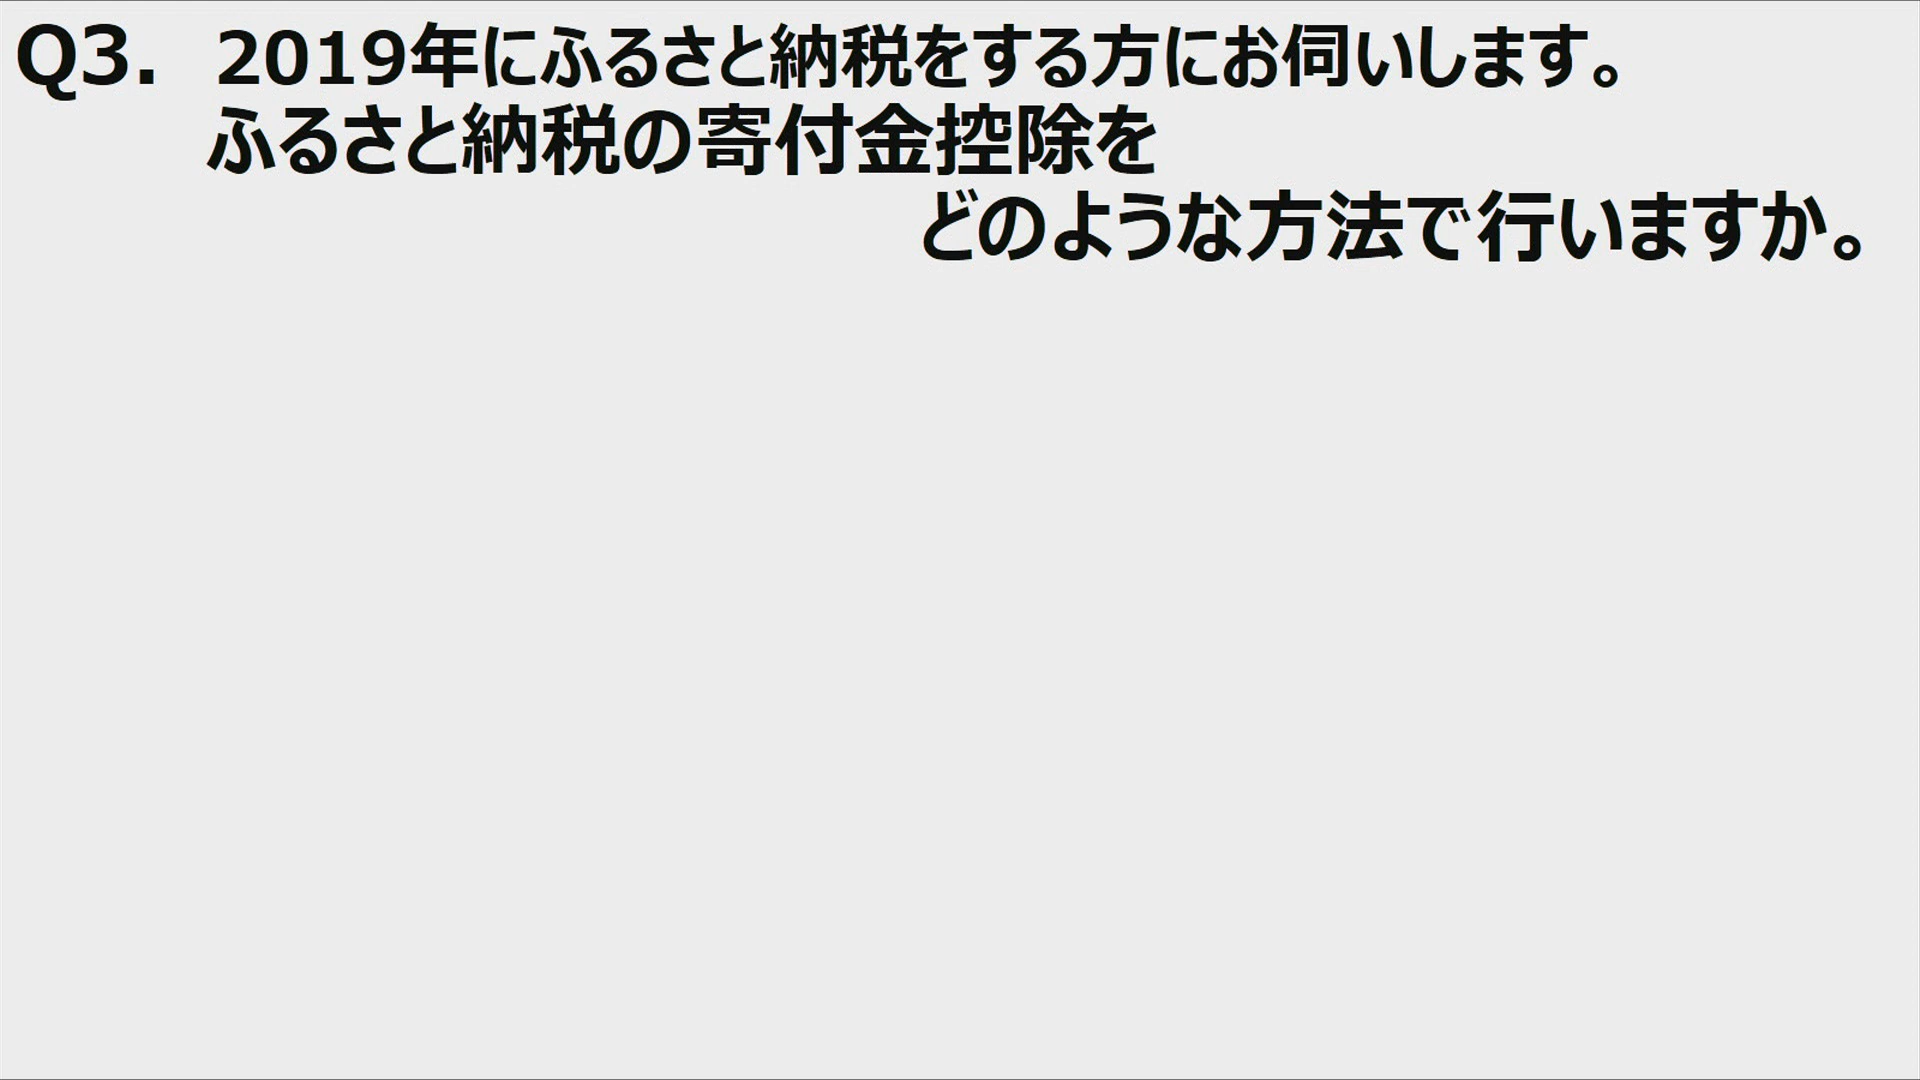 Q3. 2019年にふるさと納税をする方にお伺いします。
ふるさと納税の寄付金控除を
どのような方法で行いますか。